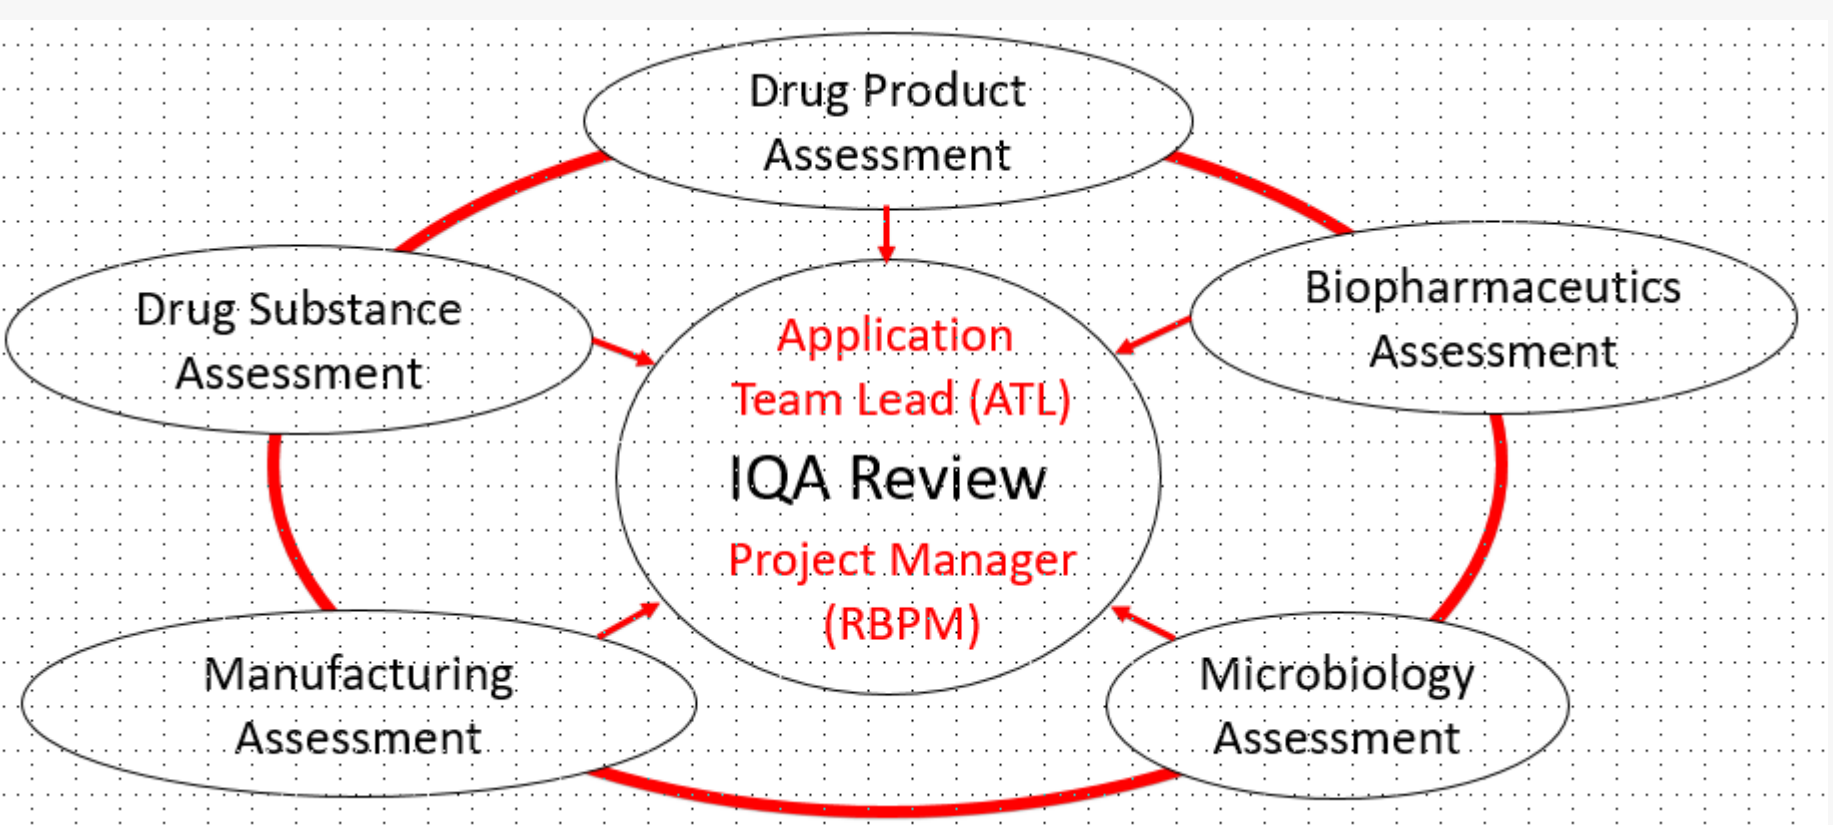 Drug Product
Assessment
Drug Substance
Assessment
Biopharmaceutics
Assessment
Application
Team Lead (ATL)
IQA Review
Project Manager
(RBPM)
Manufacturing
Assessment
Microbiology
Assessment